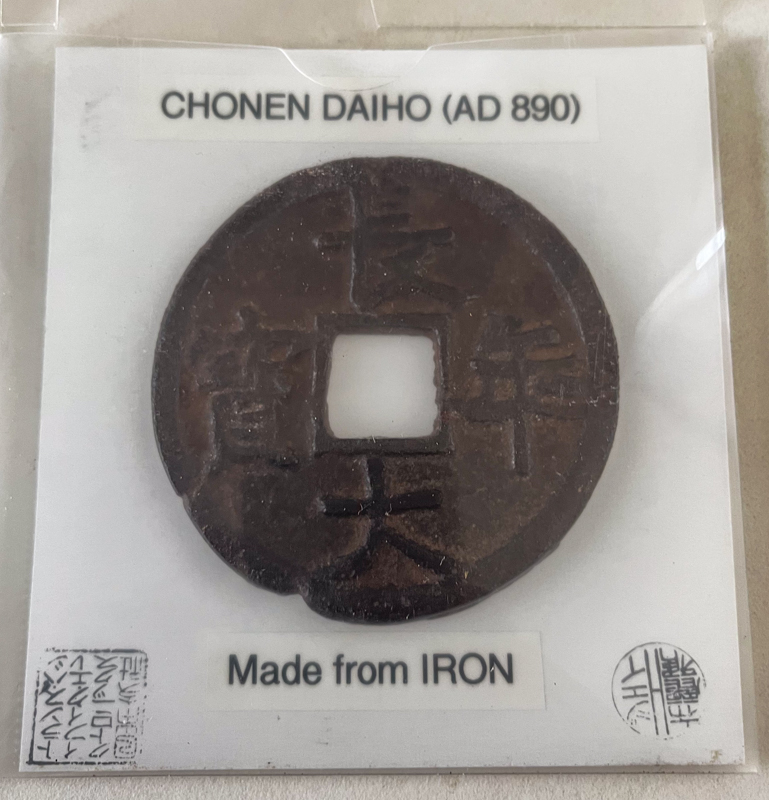 CHONEN DAIHO (AD 890)
長年大寶
Made from IRON